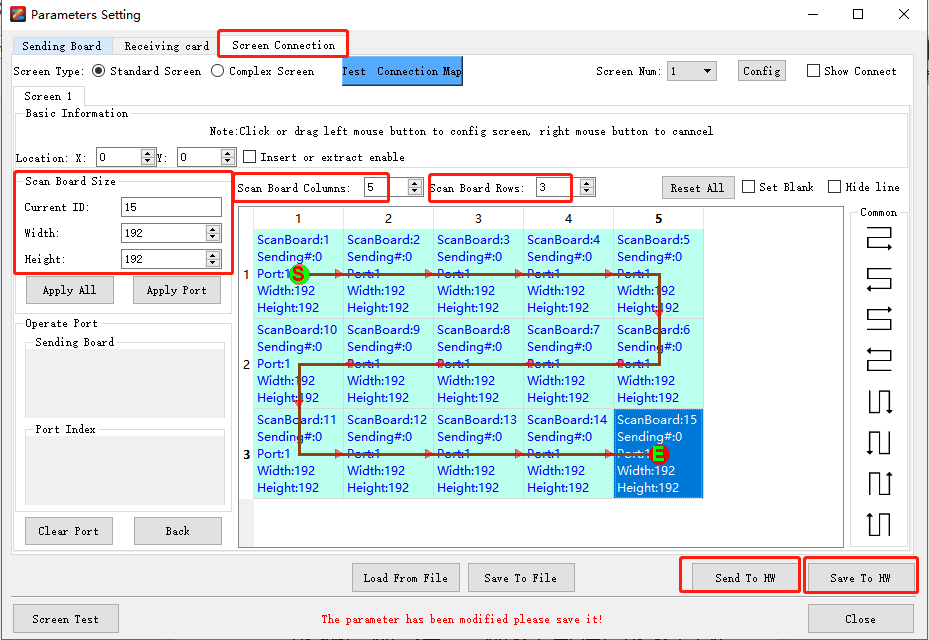 Parameters Setting
Sending Board Receiving card Screen Connection
Screen Type: Standard Screen Complex Screen Test Connection Map Screen Num: 1 Config Show Connect
Screen 1
Basic Information
Note:Click or drag left mouse button to config screen, right mouse button to canncel
Location: X: 0 Y: 0 Insert or extract enable
Scan Board Size
Scan Board Columns: 5 Scan Board Rows: 3 Reset All Set Blank Hide line
Current ID: 15
Width: 192
Height: 192
Apply All Apply Port
Operate Port
Sending Board
Port Index
Clear Port Back
1 2 3 4 5
1
ScanBoard:1 ScanBoard:2 ScanBoard:3 ScanBoard:4 ScanBoard:5
Sending#:0 Sending#:0 Sending#:0 Sending#:0 Sending#:0
Port:1 S Port:1 Port:1 Port:1 Port:1
Width:192 Width:192 Width:192 Width:192 Width:192
Height:192 Height:192 Height:192 Height:192 Height:192
2
ScanBoard:10 ScanBoard:9 ScanBoard:8 ScanBoard:7 ScanBoard:6
Sending#:0 Sending#:0 Sending#:0 Sending#:0 Sending#:0
Port:1 Port:1 Port:1 Port:1 Port:1
Width:192 Width:192 Width:192 Width:192 Width:192
Height:192 Height:192 Height:192 Height:192 Height:192
3
ScanBoard:11 ScanBoard:12 ScanBoard:13 ScanBoard:14 ScanBoard:15
Sending#:0 Sending#:0 Sending#:0 Sending#:0 Sending#:0
Port:1 Port:1 Port:1 Port:1 Port:1 E
Width:192 Width:192 Width:192 Width:192 Width:192
Height:192 Height:192 Height:192 Height:192 Height:192
Common
Load From File Save To File Send To HW Save To HW
Screen Test The parameter has been modified please save it! Close